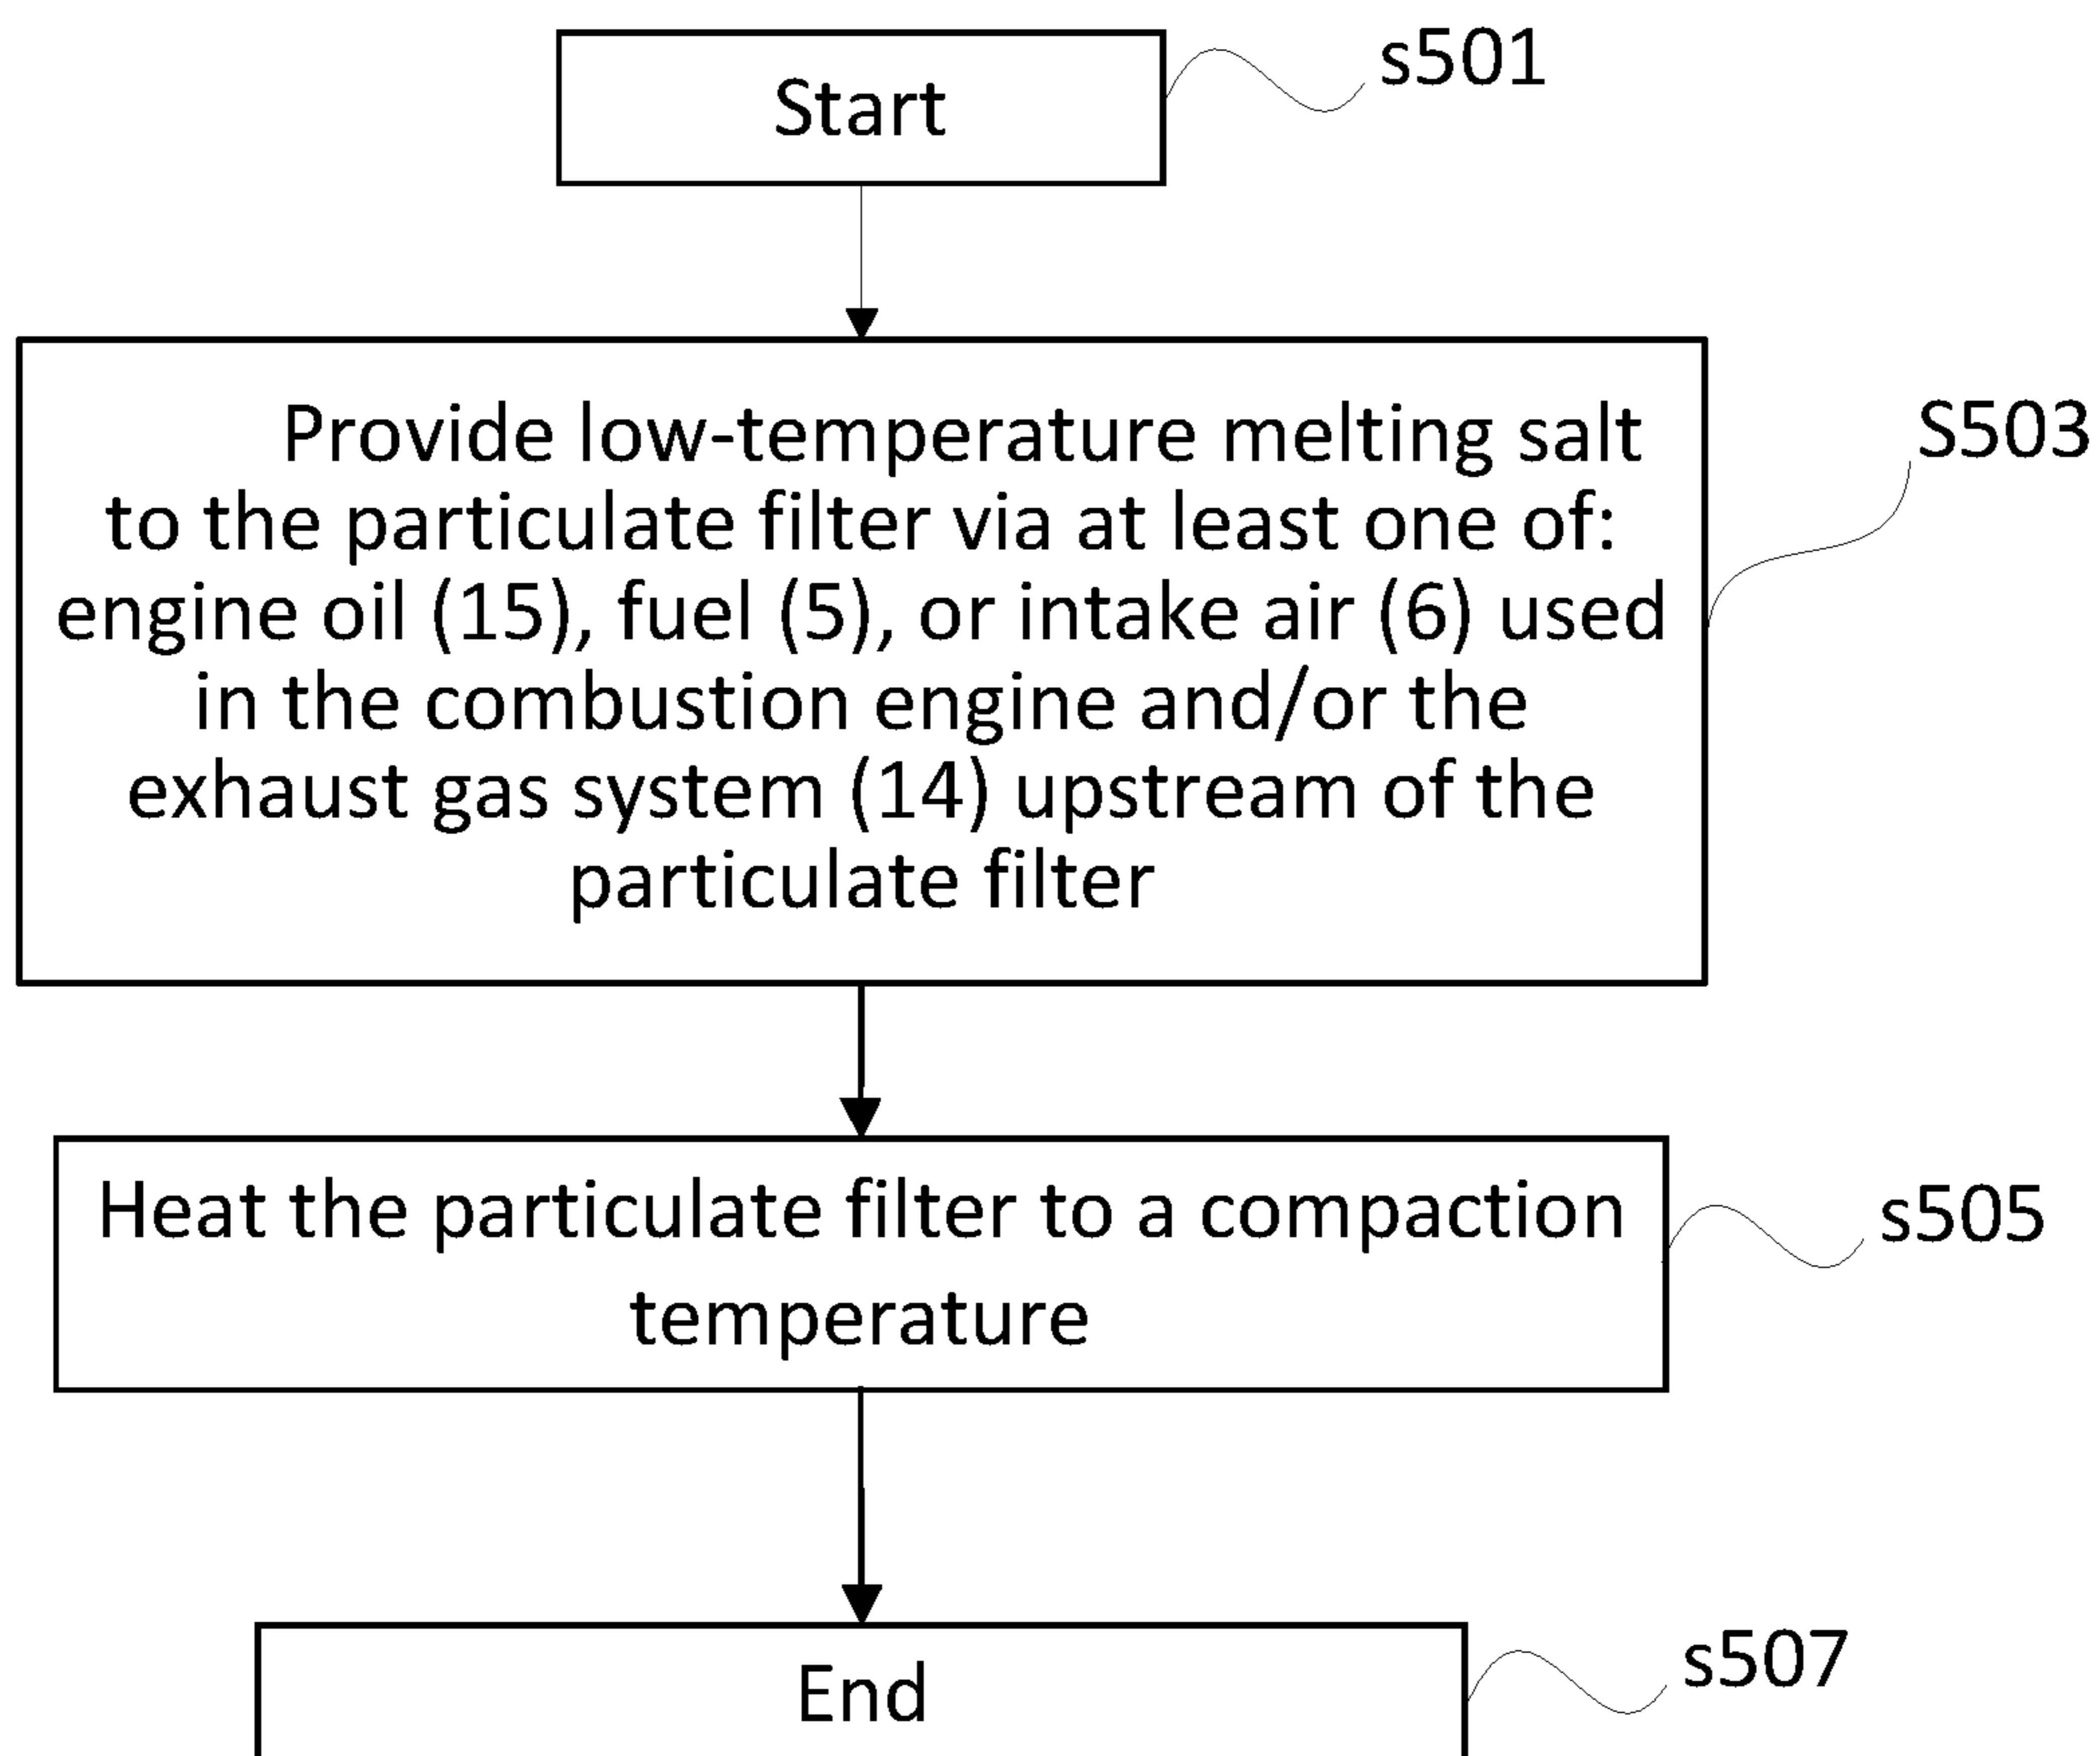 Start
s501
Provide low-temperature melting salt
to the particulate filter via at least one of:
engine oil (15), fuel (5), or intake air (6) used
in the combustion engine and/or the
exhaust gas system (14) upstream of the
particulate filter
S503
Heat the particulate filter to a compaction
temperature
s505
End
s507